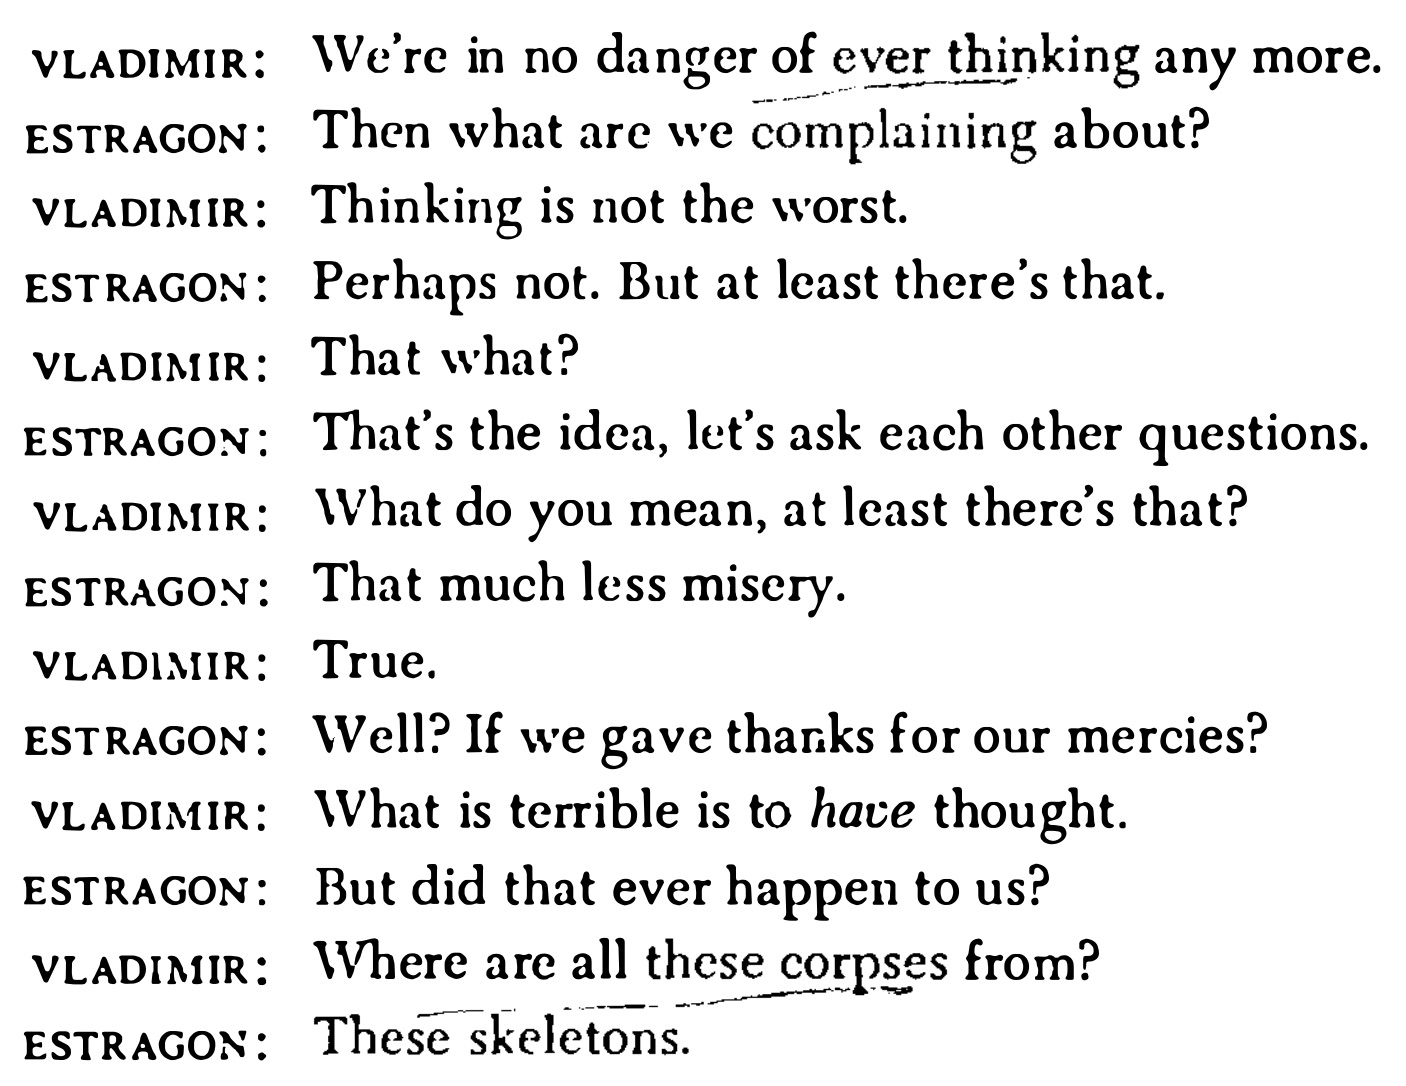 VLADIMIR: We're in no danger of ever thinking any more.
ESTRAGON: Then what are we complaining about?
VLADIMIR: Thinking is not the worst.
ESTRAGON: Perhaps not. But at least there's that.
VLADIMIR: That what?
ESTRAGON: That's the idea, let's ask each other questions.
VLADIMIR: What do you mean, at least there's that?
ESTRAGON: That much less misery.
VLADIMIR: True.
ESTRAGON: Well? If we gave thanks for our mercies?
VLADIMIR: What is terrible is to have thought.
ESTRAGON: But did that ever happen to us?
VLADIMIR: Where are all these corpses from?
ESTRAGON: These skeletons.